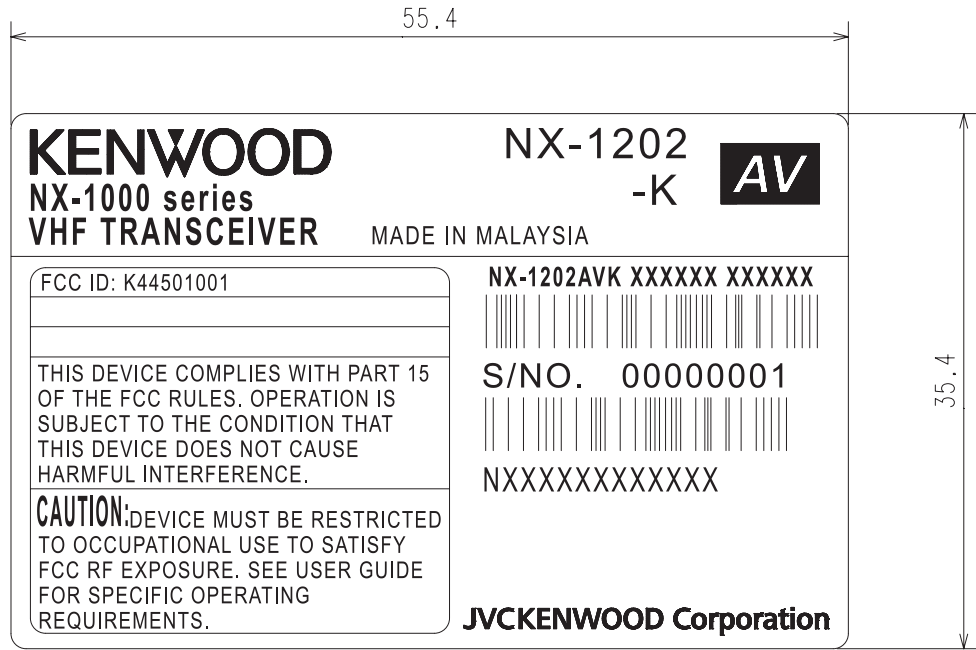 55.4
KENWOOD
NX-1000 series
VHF TRANSCEIVER
MADE IN MALAYSIA
NX-1202
-K
AV
FCC ID: K44501001
THIS DEVICE COMPLIES WITH PART 15
OF THE FCC RULES. OPERATION IS
SUBJECT TO THE CONDITION THAT
THIS DEVICE DOES NOT CAUSE
HARMFUL INTERFERENCE.
CAUTION:DEVICE MUST BE RESTRICTED
TO OCCUPATIONAL USE TO SATISFY
FCC RF EXPOSURE. SEE USER GUIDE
FOR SPECIFIC OPERATING
REQUIREMENTS.
NX-1202AVK XXXXXX XXXXXX
S/NO. 00000001
NXXXXXXXXXXXX
JVCKENWOOD Corporation
35.4